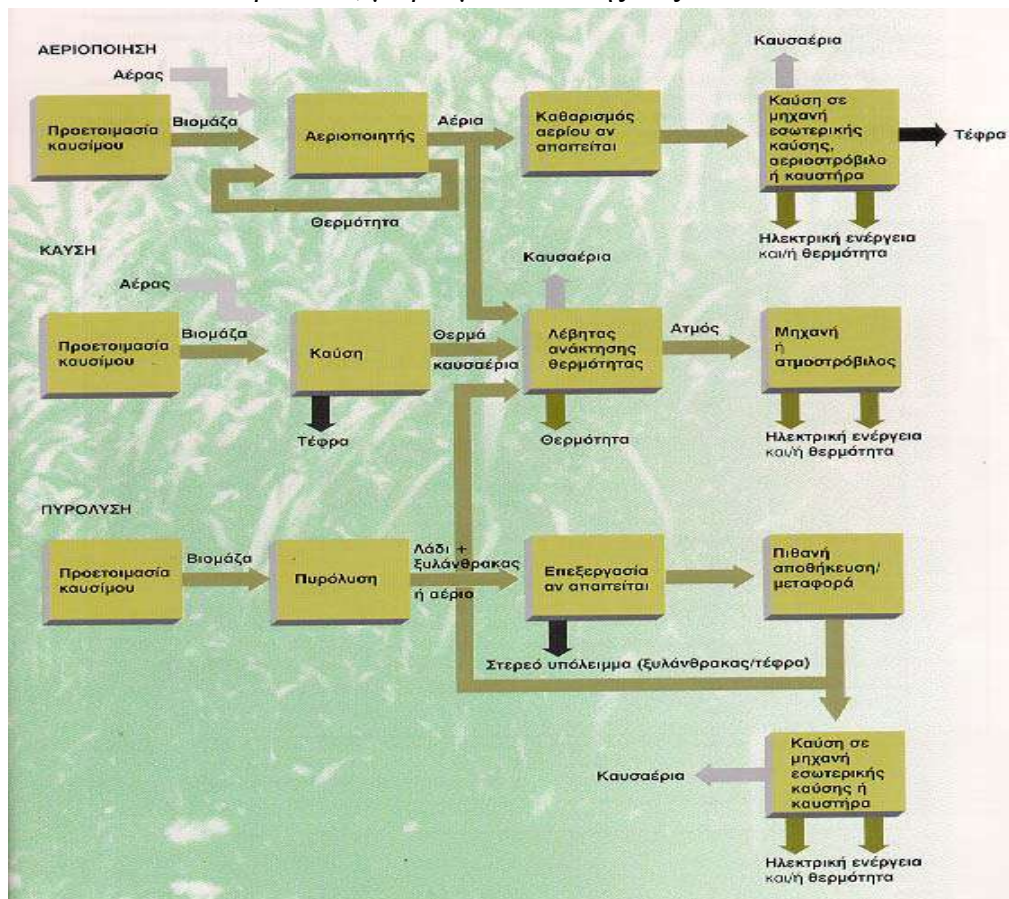 ΑΕΡΙΟΠΟΙΗΣΗ
Αέρας
Προετοιμασία
καυσίμου
Βιομάζα
Αεριοποιητής
Αέρια
Καθαρισμός
αερίου αν
απαιτείται
Καυσαέρια
Καύση σε
μηχανή
εσωτερικής
καύσης,
αεριοστρόβιλο
ή καυστήρα
Τέφρα
Θερμότητα
Ηλεκτρική ενέργεια
και/ή θερμότητα
ΚΑΥΣΗ
Αέρας
Προετοιμασία
καυσίμου
Βιομάζα
Καύση
Τέφρα
Θερμά
καυσαέρια
Καυσαέρια
Λέβητας
ανάκτησης
θερμότητας
Θερμότητα
Ατμός
Μηχανή
ή
ατμοστρόβιλος
Ηλεκτρική ενέργεια
και/ή θερμότητα
ΠΥΡΟΛΥΣΗ
Προετοιμασία
καυσίμου
Βιομάζα
Πυρόλυση
Λάδι +
ξυλάνθρακας
ή αέριο
Επεξεργασία
αν απαιτείται
Στερεό υπόλειμμα (ξυλάνθρακας/τέφρα)
Πιθανή
αποθήκευση/
μεταφορά
Καύση σε
μηχανή
εσωτερικής
καύσης ή
καυστήρα
Καυσαέρια
Ηλεκτρική ενέργεια
και/ή θερμότητα